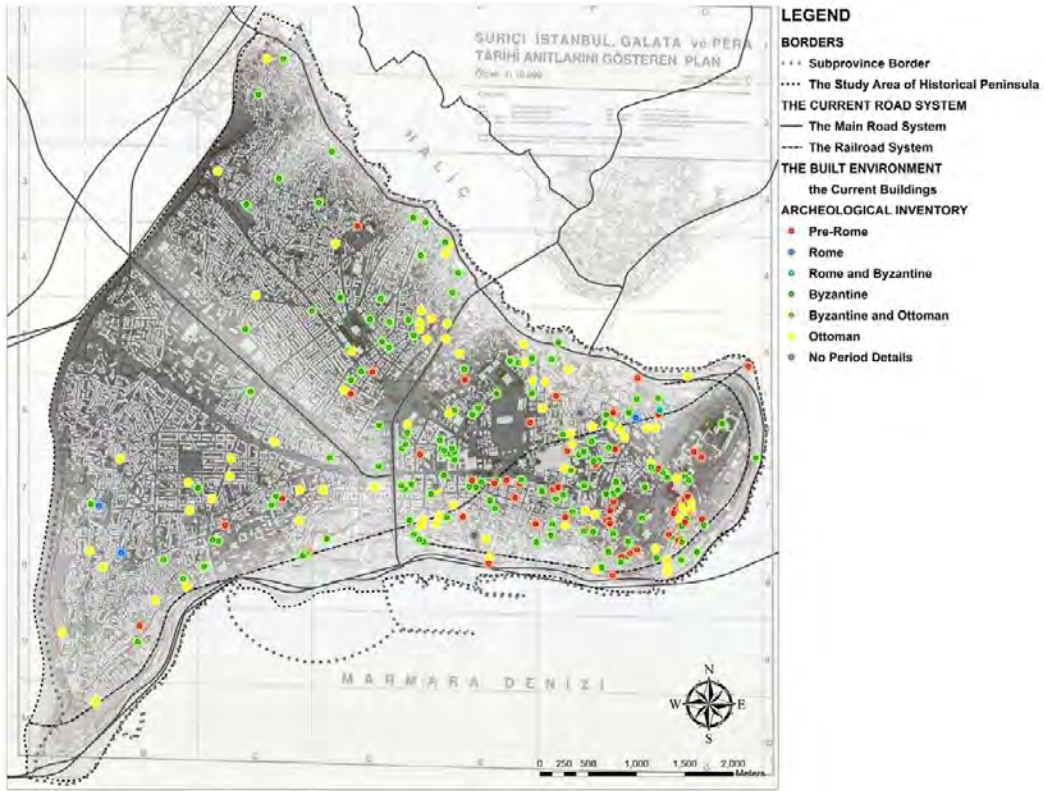 SURIÇI İSTANBUL, GALATA ve PERA
TARİHİ ANITLARINI GÖSTEREN PLAN
HALİÇ
MARMARA DENİZİ
N
W E
S
0 250 500 1,000 1,500 2,000
Meters
LEGEND
BORDERS
Subprovince Border
The Study Area of Historical Peninsula
THE CURRENT ROAD SYSTEM
The Main Road System
The Railroad System
THE BUILT ENVIRONMENT
the Current Buildings
ARCHEOLOGICAL INVENTORY
Pre-Rome
Rome
Rome and Byzantine
Byzantine
Byzantine and Ottoman
Ottoman
No Period Details